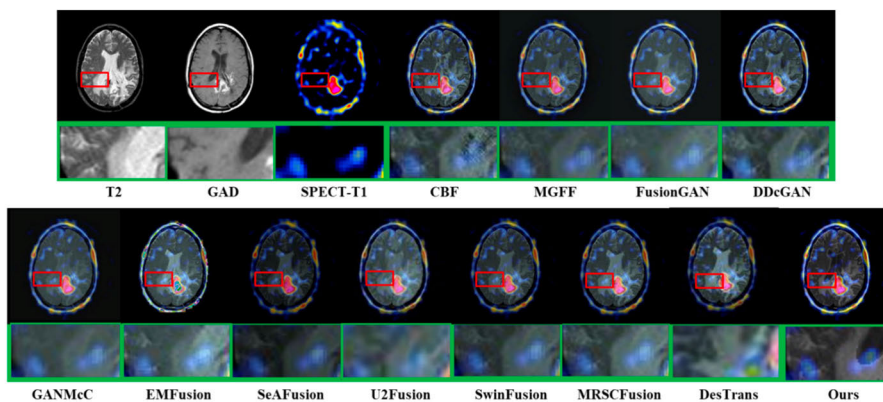 T2 GAD SPECT-T1 CBF MGFF FusionGAN DDcGAN
GANMcC EMFusion SeAFusion U2Fusion SwinFusion MRSCFusion DesTrans Ours